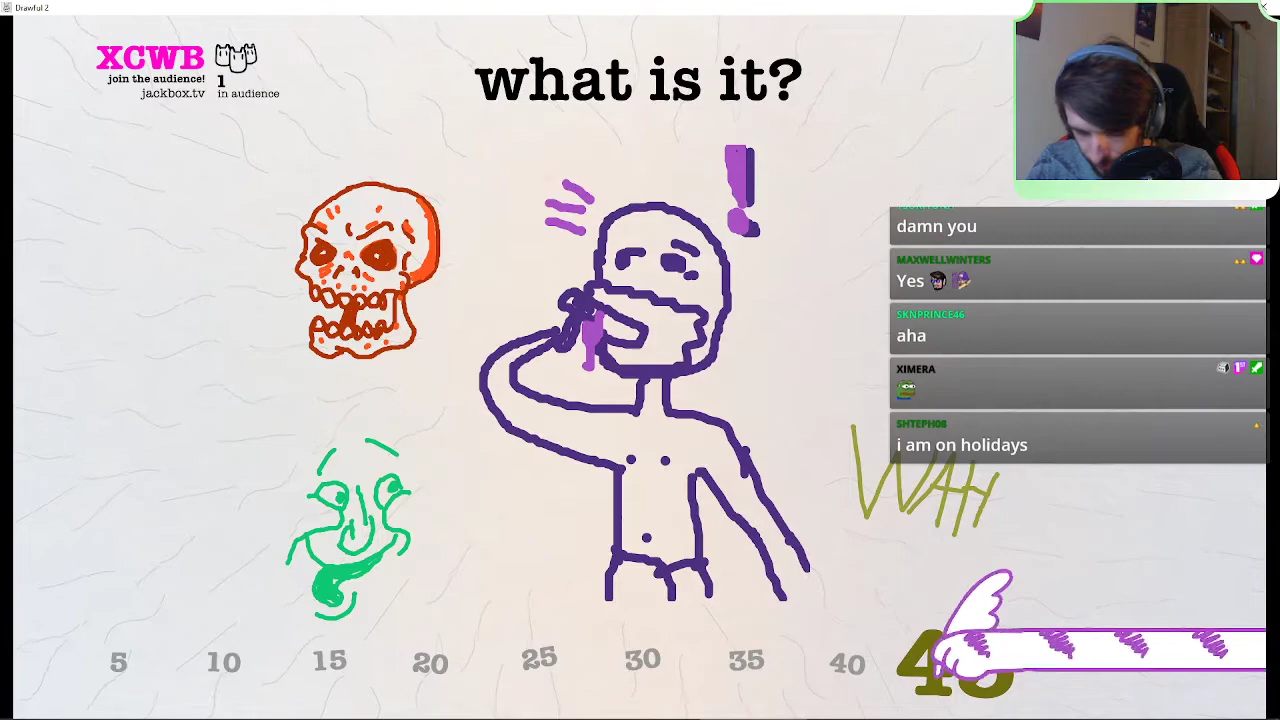 Drawful 2
XCWB
join the audience!
jackbox.tv
1
in audience
what is it?
!
damn you
MAXWELLWINTERS
Yes
SKNPRINCE46
aha
XIMERA
SHTEPH08
i am on holidays
WAH
5 10 15 20 25 30 35 40